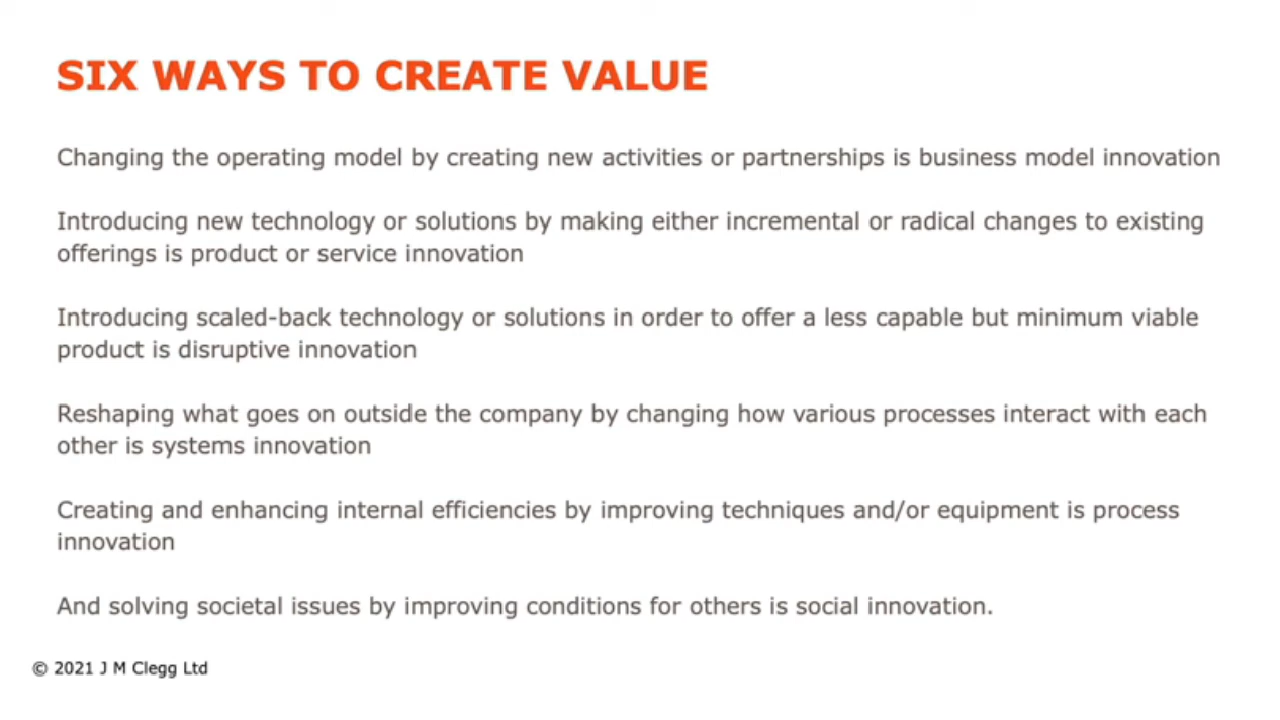 SIX WAYS TO CREATE VALUE
Changing the operating model by creating new activities or partnerships is business model innovation
Introducing new technology or solutions by making either incremental or radical changes to existing
offerings is product or service innovation
Introducing scaled-back technology or solutions in order to offer a less capable but minimum viable
product is disruptive innovation
Reshaping what goes on outside the company by changing how various processes interact with each
other is systems innovation
Creating and enhancing internal efficiencies by improving techniques and/or equipment is process
innovation
And solving societal issues by improving conditions for others is social innovation.
© 2021 J M Clegg Ltd